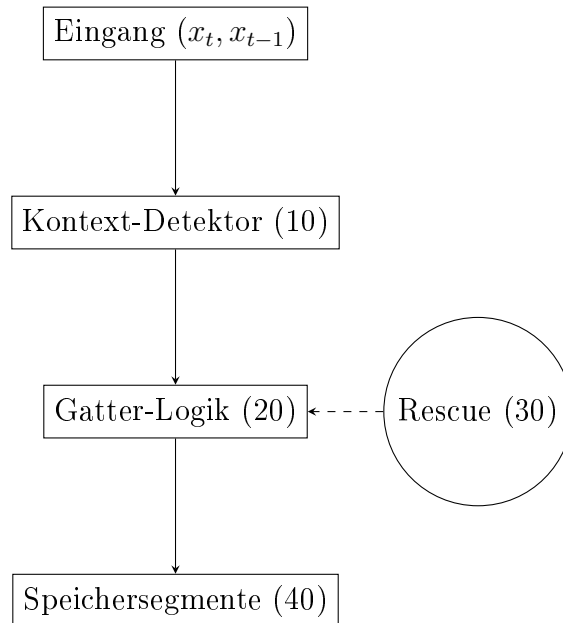 Eingang (x_t, x_{t−1})
Kontext-Detektor (10)
Gatter-Logik (20)
Rescue (30)
Speichersegmente (40)